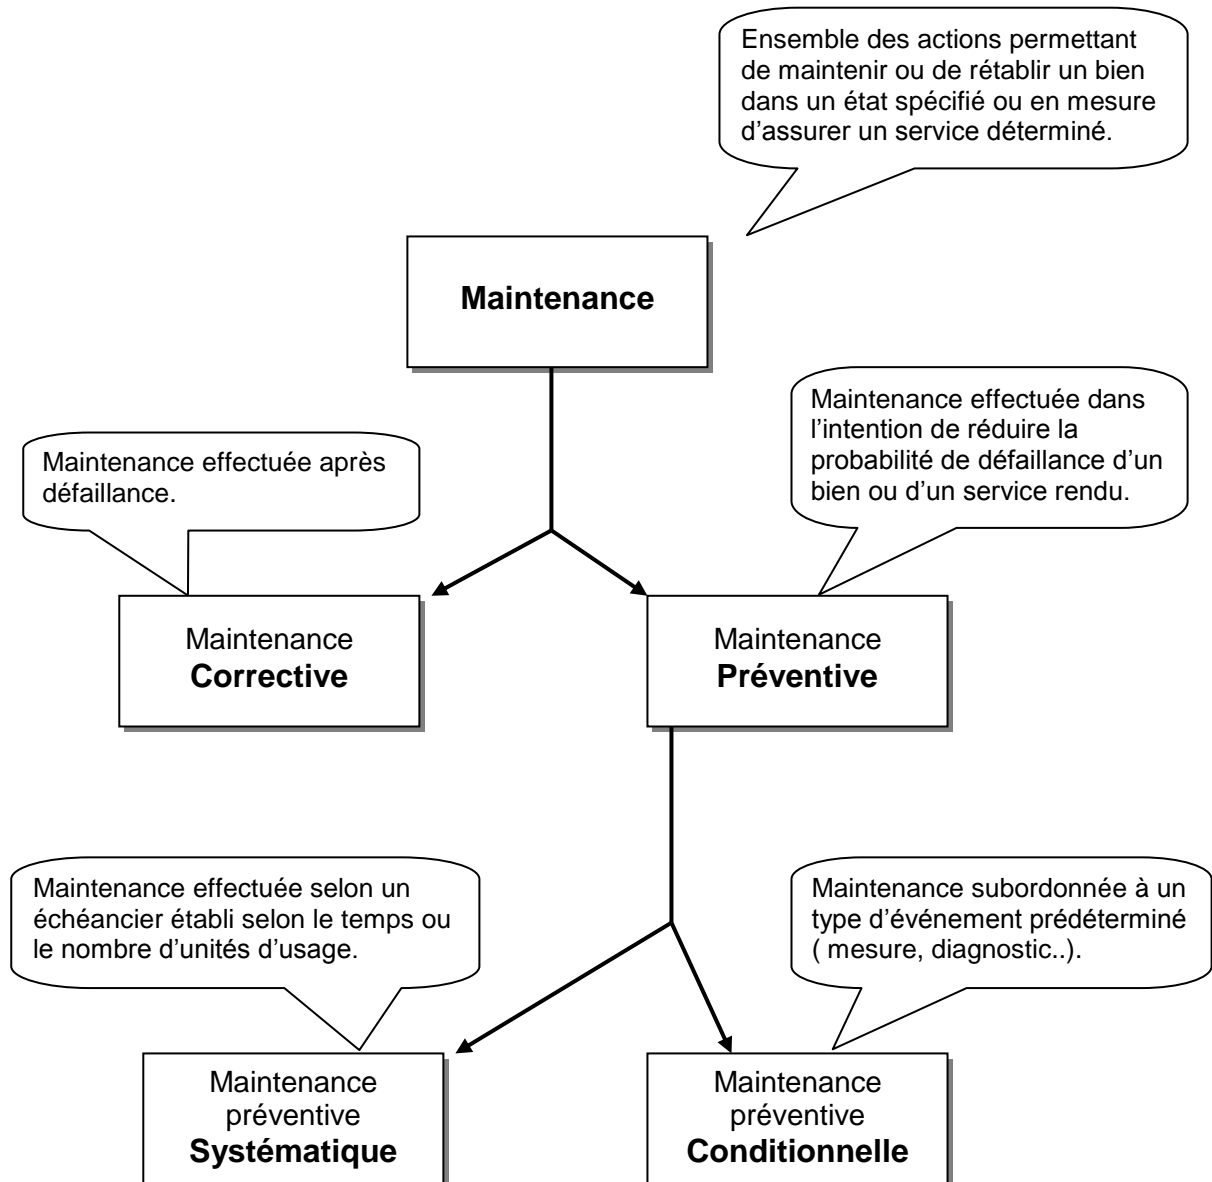 Ensemble des actions permettant
de maintenir ou de rétablir un bien
dans un état spécifié ou en mesure
d’assurer un service déterminé.
Maintenance
Maintenance effectuée dans
l’intention de réduire la
probabilité de défaillance d’un
bien ou d’un service rendu.
Maintenance effectuée après
défaillance.
Maintenance
Corrective
Maintenance
Préventive
Maintenance effectuée selon un
échéancier établi selon le temps ou
le nombre d’unités d’usage.
Maintenance subordonnée à un
type d’événement prédéterminé
( mesure, diagnostic..).
Maintenance
préventive
Systématique
Maintenance
préventive
Conditionnelle